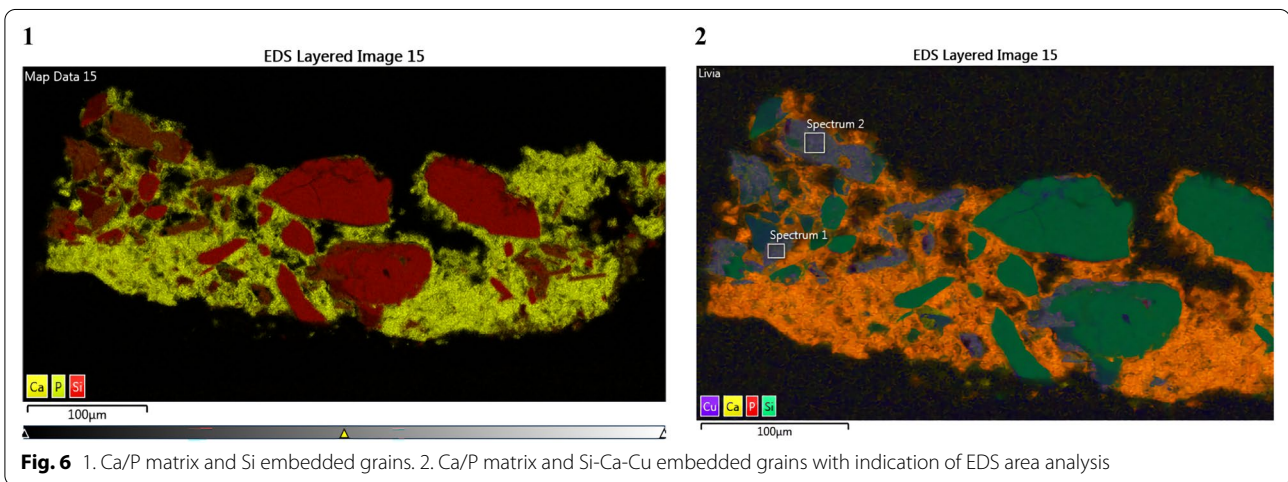 1
EDS Layered Image 15
Map Data 15
Ca P Si
100µm
2
EDS Layered Image 15
Livia
Spectrum 2
Spectrum 1
Cu Ca P Si
100µm
Fig. 6 1. Ca/P matrix and Si embedded grains. 2. Ca/P matrix and Si-Ca-Cu embedded grains with indication of EDS area analysis